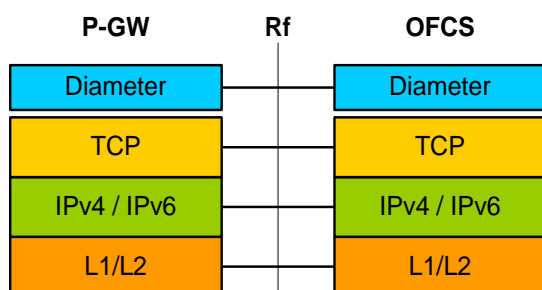 P-GW Rf OFCS
Diameter Diameter
TCP TCP
IPv4 / IPv6 IPv4 / IPv6
L1/L2 L1/L2